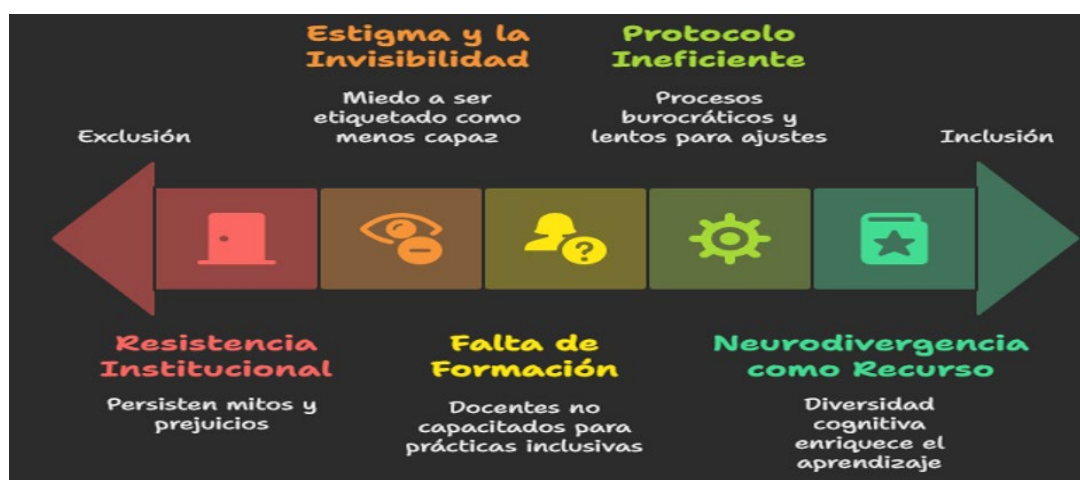 Estigma y la
Invisibilidad
Miedo a ser
etiquetado como
menos capaz
Protocolo
Ineficiente
Procesos
burocráticos y
lentos para ajustes
Exclusión
Inclusión
?
Resistencia
Institucional
Persisten mitos y
prejuicios
Falta de
Formación
Docentes no
capacitados para
prácticas inclusivas
Neurodivergencia
como Recurso
Diversidad
cognitiva
enriquece el
aprendizaje